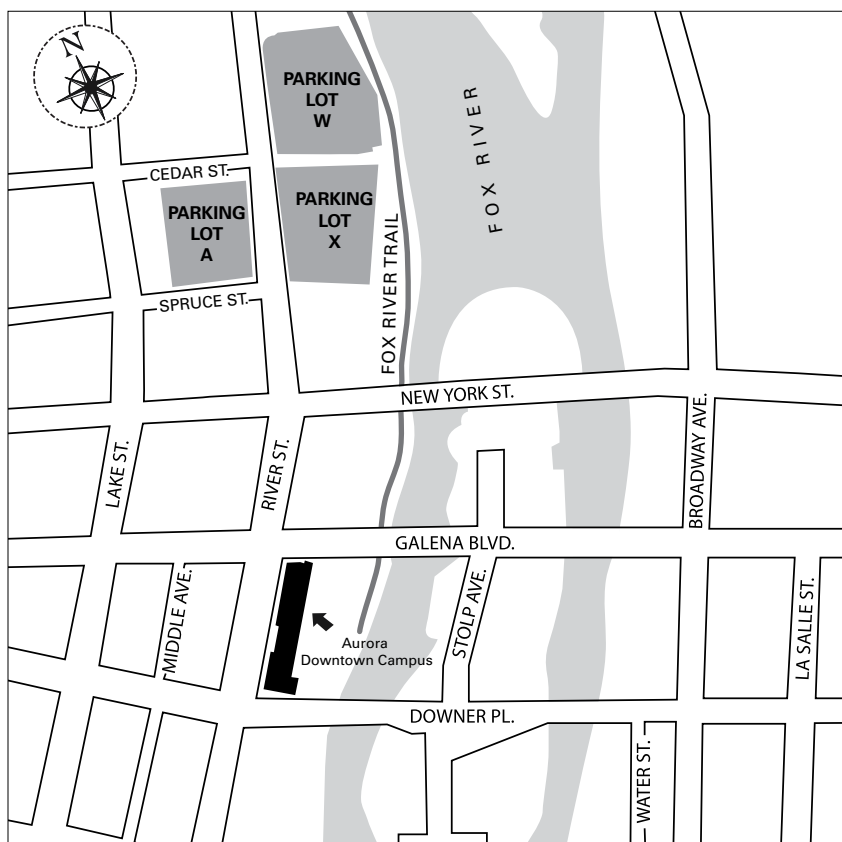 N
PARKING
LOT
W
FOX RIVER
CEDAR ST.
PARKING
LOT
A
PARKING
LOT
X
FOX RIVER TRAIL
SPRUCE ST.
NEW YORK ST.
LAKE ST.
RIVER ST.
BROADWAY AVE.
GALENA BLVD.
MIDDLE AVE.
STOLP AVE.
LA SALLE ST.
Aurora
Downtown Campus
DOWNER PL.
WATER ST.